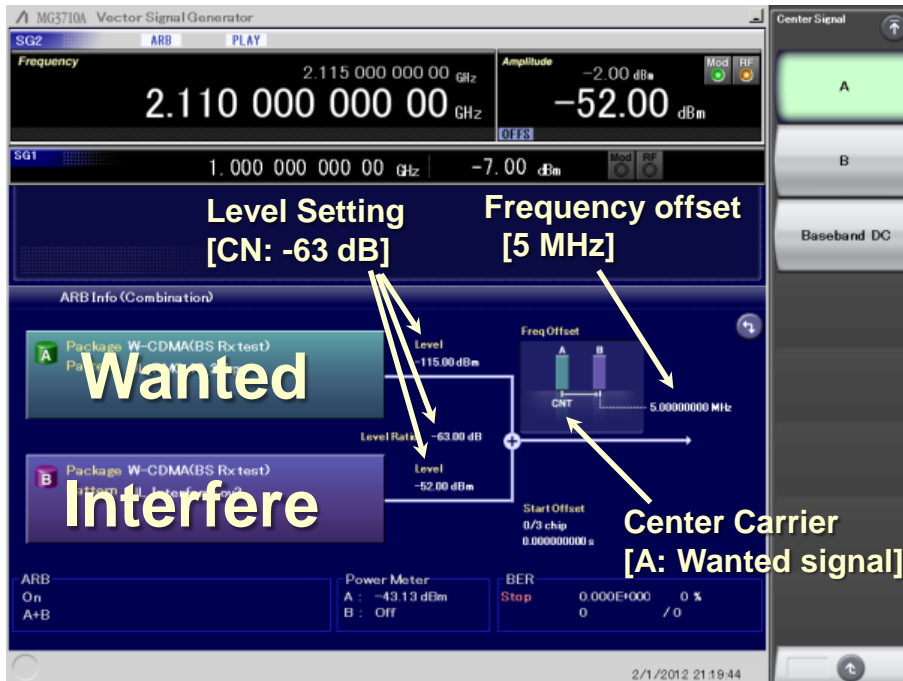 MG3710A Vector Signal Generator
Center Signal
SG2 ARB PLAY
Frequency
2.115 000 000 00 GHz
2.110 000 000 00 GHz
Amplitude
-2.00 dBm
-52.00 dBm
Mod RF
OFFS
A
SG1
1.000 000 000 00 GHz
-7.00 dBm
Mod RF
B
Level Setting
[CN: -63 dB]
Frequency offset
[5 MHz]
Baseband DC
ARB Info (Combination)
A Package W-CDMA(BS Rx test)
Wanted
Level
-115.00 dBm
Freq Offset
A B
CNT
5.00000000 MHz
Level Ratio -63.00 dB
B Package W-CDMA(BS Rx test)
Interfere
Level
-52.00 dBm
Start Offset
0/3 chip
0.000000000 s
Center Carrier
[A: Wanted signal]
ARB
On
A+B
Power Meter
A : -43.13 dBm
B : Off
BER
Stop 0.000E+000 0 %
0 / 0
2/1/2012 21:19:44